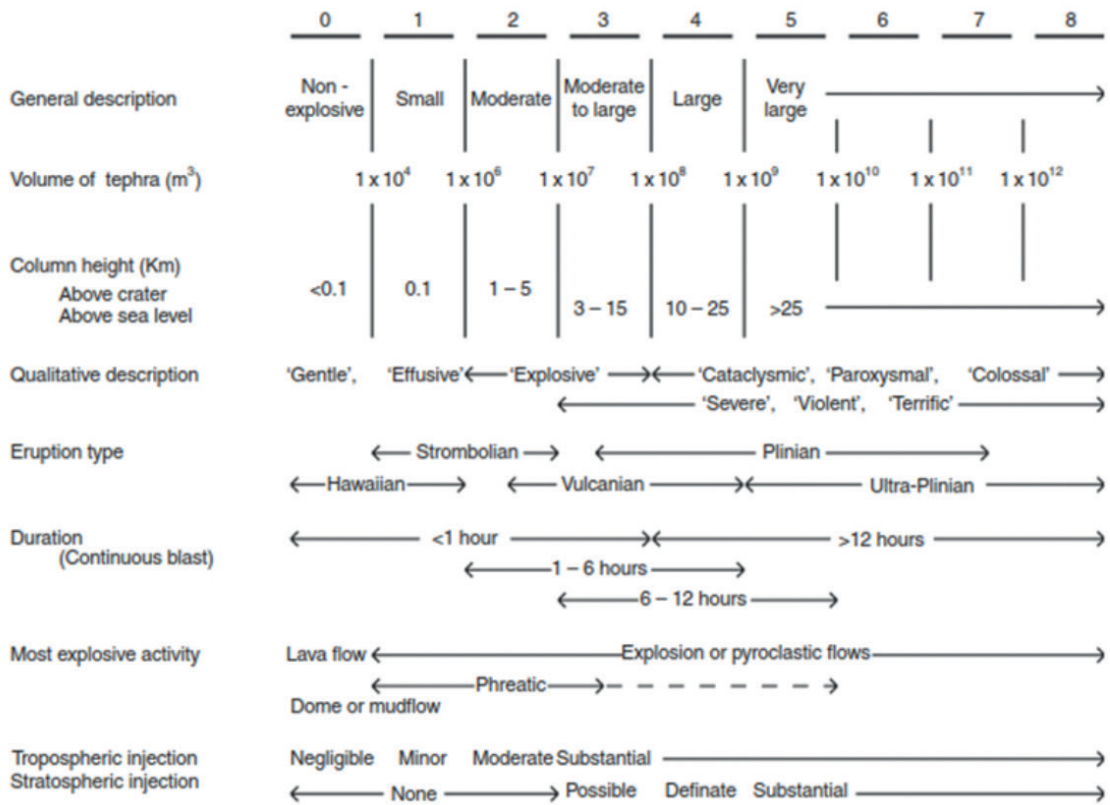 0 1 2 3 4 5 6 7 8
General description Non - explosive Small Moderate Moderate to large Large Very large
Volume of tephra (m³) 1 x 10⁴ 1 x 10⁶ 1 x 10⁷ 1 x 10⁸ 1 x 10⁹ 1 x 10¹⁰ 1 x 10¹¹ 1 x 10¹²
Column height (Km)
Above crater <0.1 0.1 1 – 5
Above sea level 3 – 15 10 – 25 >25
Qualitative description 'Gentle', 'Effusive' 'Explosive' 'Cataclysmic', 'Paroxysmal', 'Colossal'
'Severe', 'Violent', 'Terrific'
Eruption type Strombolian Plinian
Hawaiian Vulcanian Ultra-Plinian
Duration <1 hour >12 hours
(Continuous blast) 1 – 6 hours
6 – 12 hours
Most explosive activity Lava flow Explosion or pyroclastic flows
Phreatic
Dome or mudflow
Tropospheric injection Negligible Minor Moderate Substantial
Stratospheric injection None Possible Definate Substantial